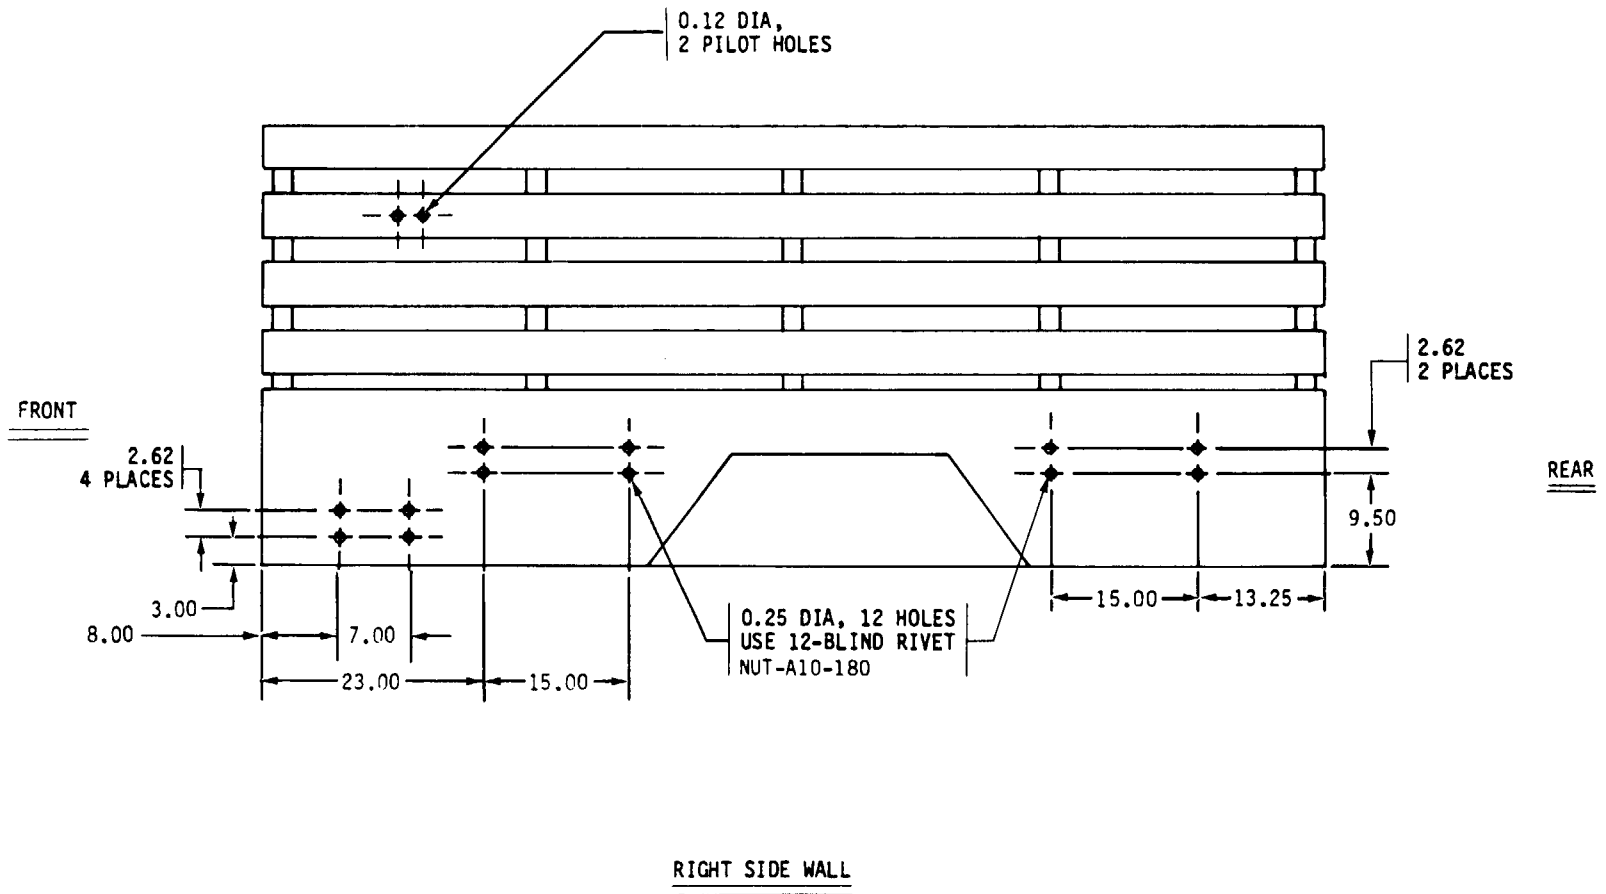 0.12 DIA,
2 PILOT HOLES
2.62
2 PLACES
FRONT
2.62
4 PLACES
REAR
9.50
3.00
15.00
13.25
8.00
7.00
0.25 DIA, 12 HOLES
USE 12-BLIND RIVET
NUT-A10-180
23.00
15.00
RIGHT SIDE WALL